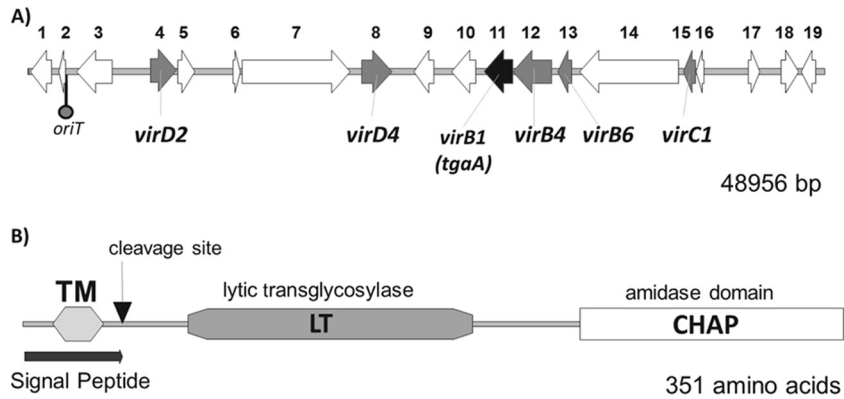 A)
1 2 3 4 5 6 7 8 9 10 11 12 13 14 15 16 17 18 19
oriT
virD2 virD4 virB1 virB4 virB6 virC1
(tgaA)
48956 bp
B)
cleavage site
TM lytic transglycosylase amidase domain
LT CHAP
Signal Peptide
351 amino acids